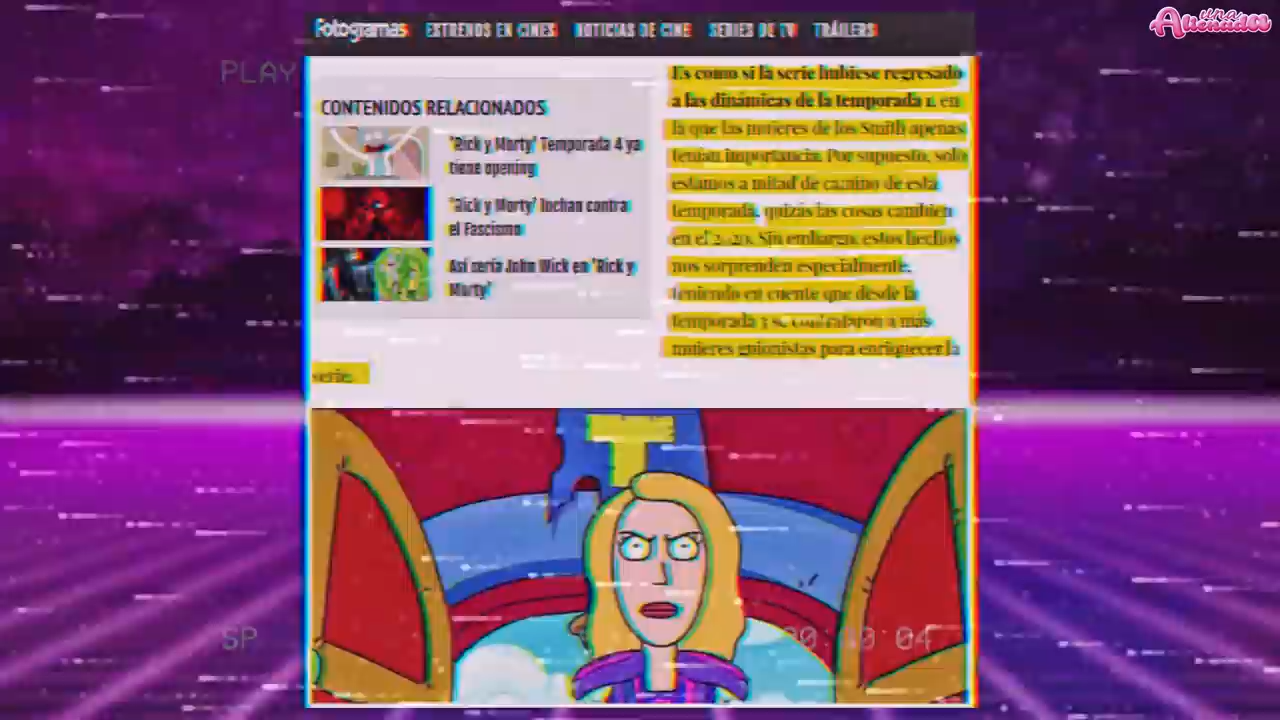 Fotogramas ESTRENOS EN CINES NOTICIAS DE CINE SERIES DE TV TRÁILERS
una
Alienados
PLAY
CONTENIDOS RELACIONADOS
'Rick y Morty' Temporada 4 ya
tiene opening
'Rick y Morty' luchan contra
el Fascismo
Así sería John Wick en 'Rick y
Morty'
Es como si la serie hubiese regresado
a las dinámicas de la temporada 1, en
la que las mujeres de los Smith apenas
tenían importancia. Por supuesto, solo
estamos a mitad de camino de esta
temporada, quizás las cosas cambien
en el 2020. Sin embargo, estos hechos
nos sorprenden especialmente,
teniendo en cuente que desde la
temporada 3 se contrataron a más
mujeres guionistas para enriquecer la
serie.
SP